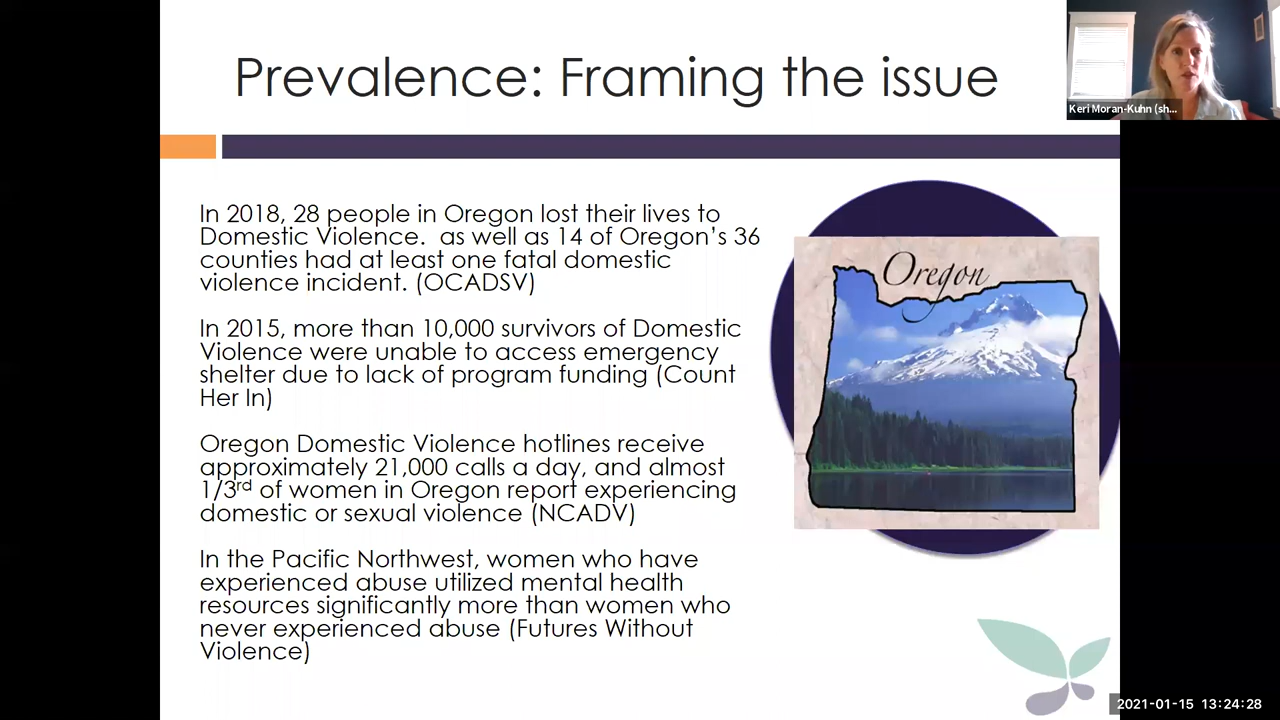 Prevalence: Framing the issue
Keri Moran-Kuhn (sh...
In 2018, 28 people in Oregon lost their lives to
Domestic Violence.  as well as 14 of Oregon’s 36
counties had at least one fatal domestic
violence incident. (OCADSV)
In 2015, more than 10,000 survivors of Domestic
Violence were unable to access emergency
shelter due to lack of program funding (Count
Her In)
Oregon Domestic Violence hotlines receive
approximately 21,000 calls a day, and almost
1/3rd of women in Oregon report experiencing
domestic or sexual violence (NCADV)
In the Pacific Northwest, women who have
experienced abuse utilized mental health
resources significantly more than women who
never experienced abuse (Futures Without
Violence)
Oregon
2021-01-15 13:24:28